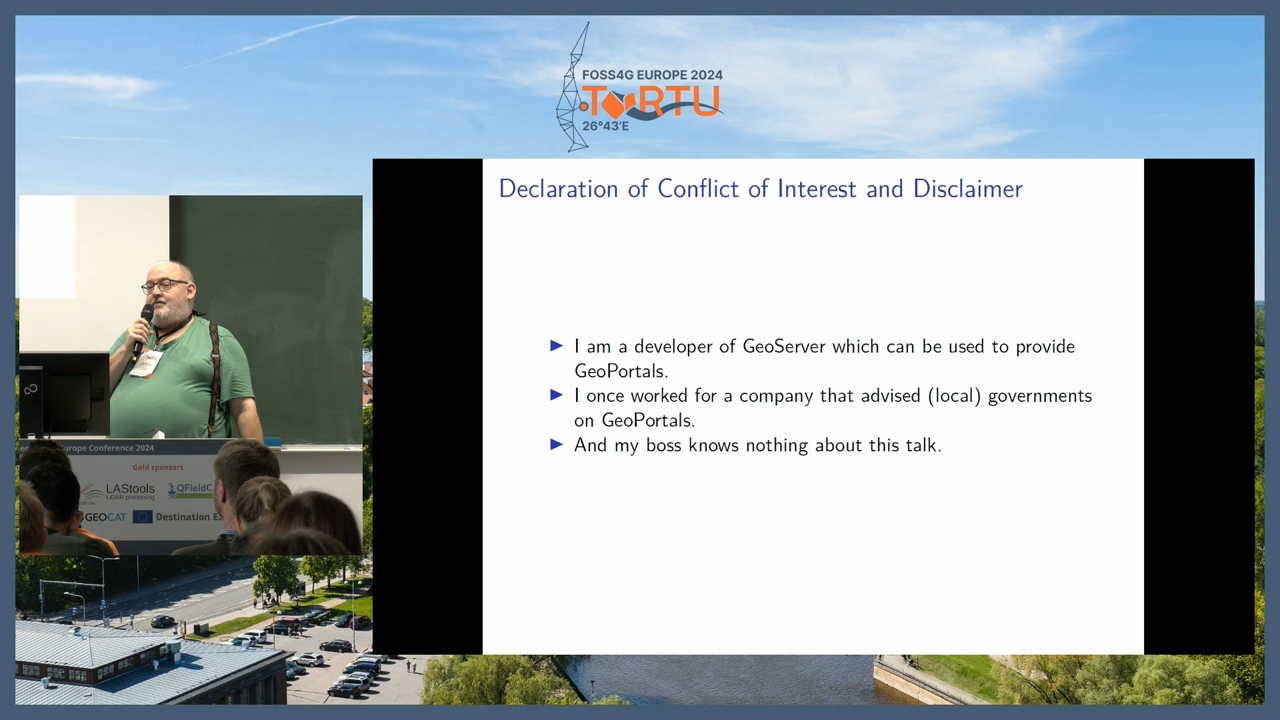 FOSS4G EUROPE 2024
TARTU
26°43'E
Declaration of Conflict of Interest and Disclaimer
I am a developer of GeoServer which can be used to provide
GeoPortals.
I once worked for a company that advised (local) governments
on GeoPortals.
And my boss knows nothing about this talk.
Europe Conference 2024
Gold sponsors
LAStools
LiDAR processing
QFieldC
GEOCAT
Destination E